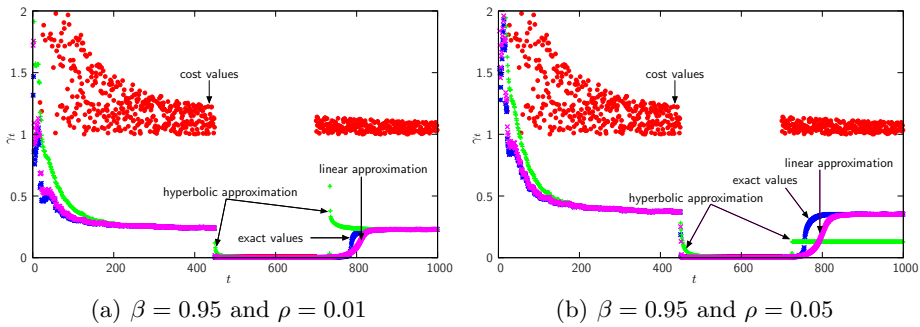 2
1.5
1
0.5
0
γt
cost values
linear approximation
hyperbolic approximation
exact values
0 200 400 600 800 1000
t
(a) β = 0.95 and ρ = 0.01
2
1.5
1
0.5
0
γt
cost values
linear approximation
exact values
hyperbolic approximation
0 200 400 600 800 1000
t
(b) β = 0.95 and ρ = 0.05